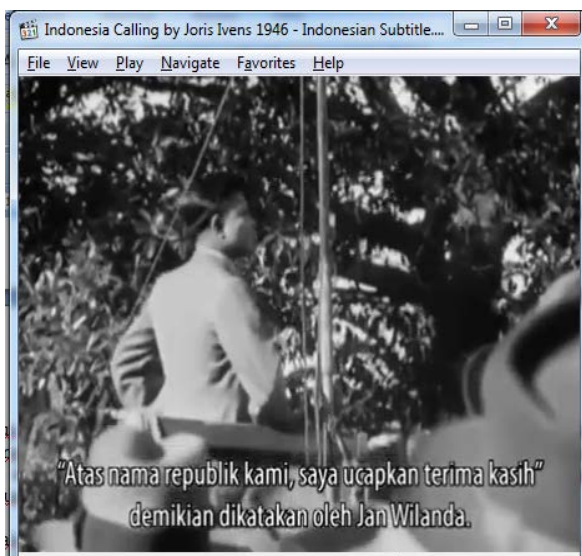 Indonesia Calling by Joris Ivens 1946 - Indonesian Subtitle....
File View Play Navigate Favorites Help
“Atas nama republik kami, saya ucapkan terima kasih”
demikian dikatakan oleh Jan Wilanda.